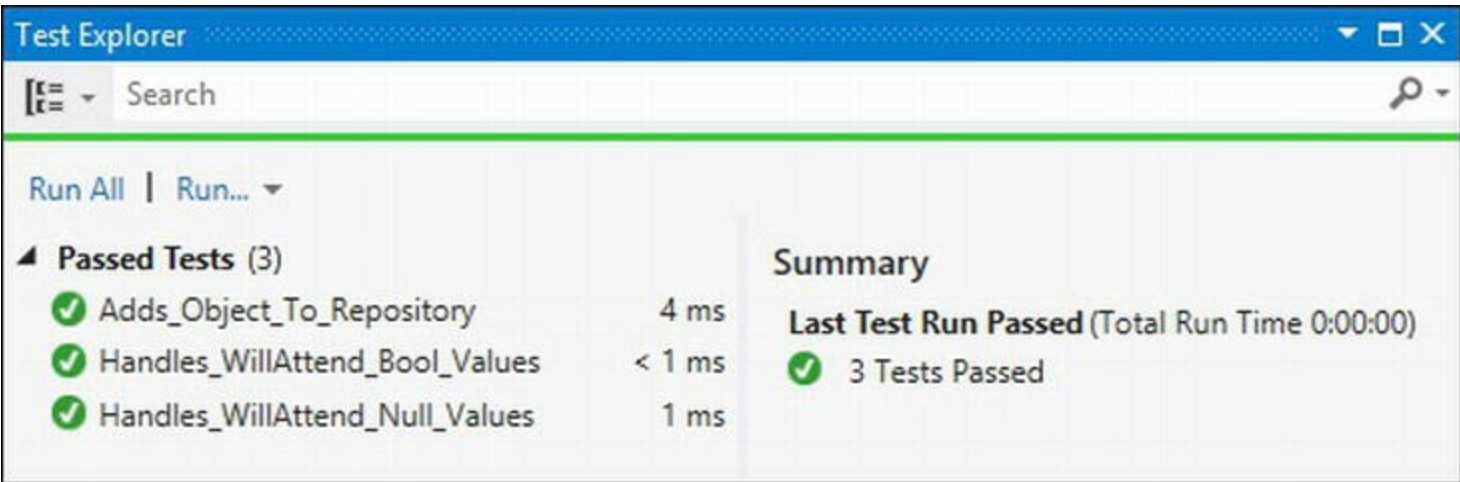 Test Explorer
Search
Run All | Run...
Passed Tests (3)
Adds_Object_To_Repository 4 ms
Handles_WillAttend_Bool_Values < 1 ms
Handles_WillAttend_Null_Values 1 ms
Summary
Last Test Run Passed (Total Run Time 0:00:00)
3 Tests Passed